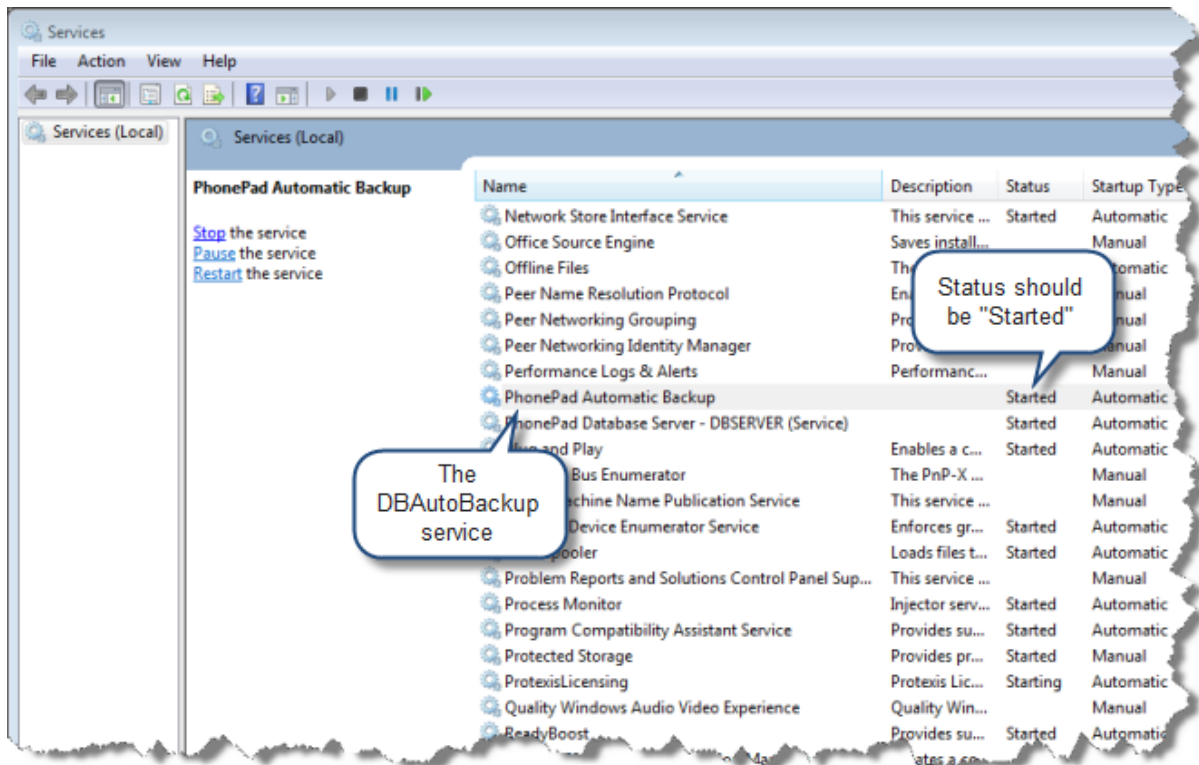 Services
File Action View Help
Services (Local)
Services (Local)
PhonePad Automatic Backup
Stop the service
Pause the service
Restart the service
Name Description Status Startup Type
Network Store Interface Service This service ... Started Automatic
Office Source Engine Saves install... Manual
Offline Files
Peer Name Resolution Protocol
Peer Networking Grouping
Peer Networking Identity Manager
Status should
be "Started"
Performance Logs & Alerts Performanc... Manual
PhonePad Automatic Backup Started Automatic
PhonePad Database Server - DBSERVER (Service) Started Automatic
and Play Enables a c... Started Automatic
The
DBAutoBackup
service
Bus Enumerator The PnP-X ... Manual
Name Publication Service This service ... Manual
Device Enumerator Service Enforces gr... Started Automatic
Loads files t... Started Automatic
Problem Reports and Solutions Control Panel Sup... This service ... Manual
Process Monitor Injector serv... Started Automatic
Program Compatibility Assistant Service Provides su... Started Automatic
Protected Storage Provides pr... Started Manual
ProtexisLicensing Protexis Lic... Starting Automatic
Quality Windows Audio Video Experience Quality Win... Manual
ReadyBoost Provides su... Started Automatic